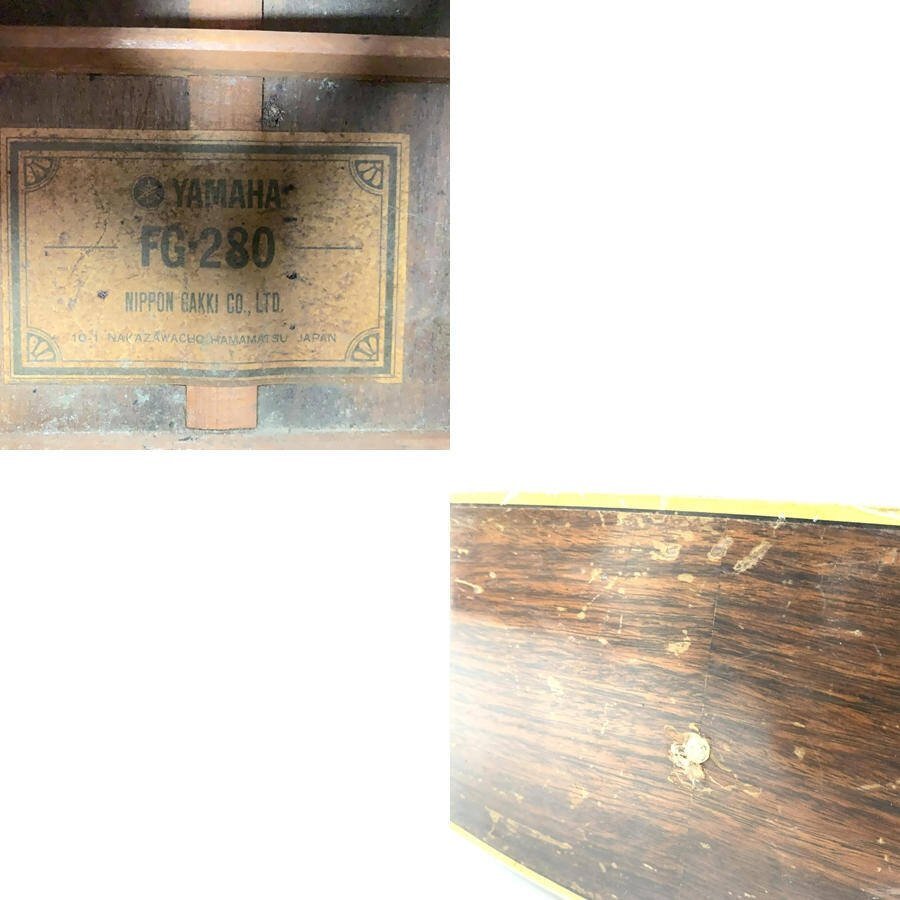 YAMAHA
FG-280
NIPPON GAKKI CO., LTD.
10-1 NAKAZAWACHO HAMAMATSU JAPAN